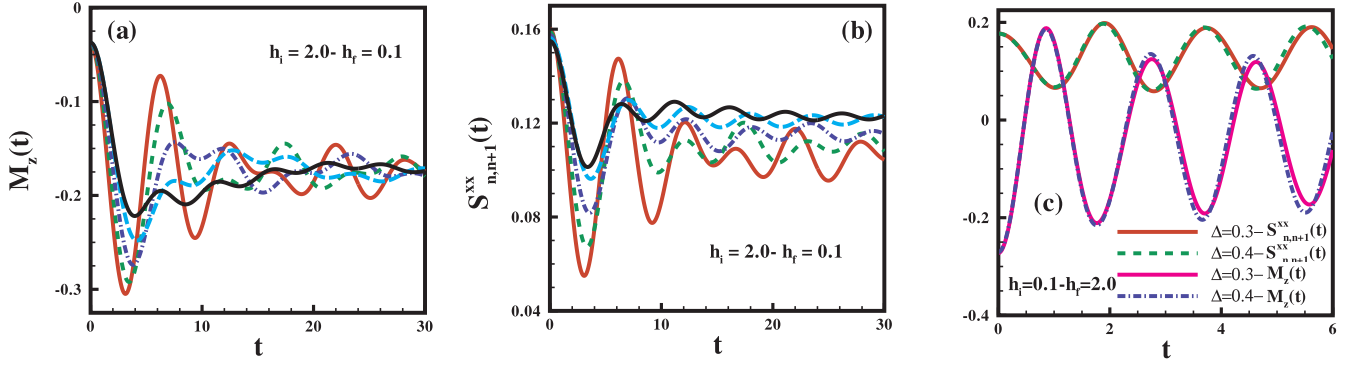 (a)
hᵢ = 2.0- h_f = 0.1
M_z(t)
0
-0.1
-0.2
-0.3
0
10
20
30
t
(b)
hᵢ = 2.0- h_f = 0.1
S^xx_n,n+1(t)
0.16
0.12
0.08
0.04
0
10
20
30
t
(c)
0.2
0
-0.2
-0.4
Δ=0.3– S^xx_n,n+1(t)
Δ=0.4– S^xx_n,n+1(t)
Δ=0.3– M_z(t)
Δ=0.4– M_z(t)
hᵢ=0.1-h_f=2.0
0
2
4
6
t